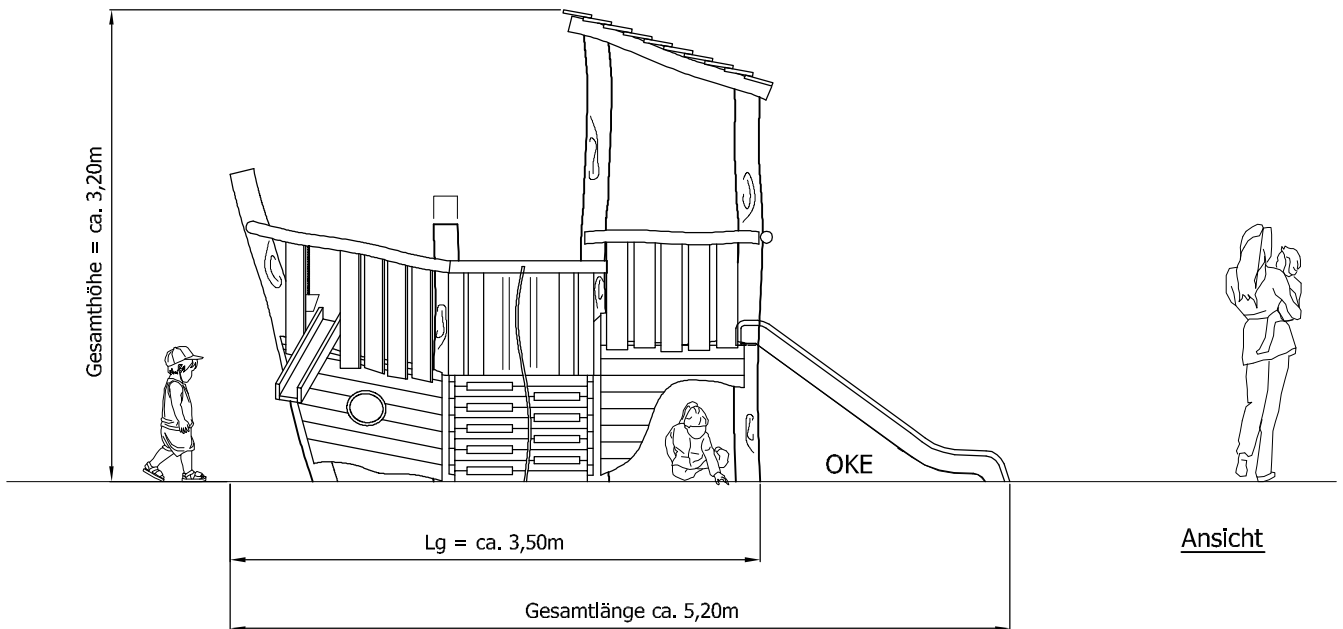 Gesamthöhe = ca. 3,20m
OKE
Lg = ca. 3,50m
Ansicht
Gesamtlänge ca. 5,20m